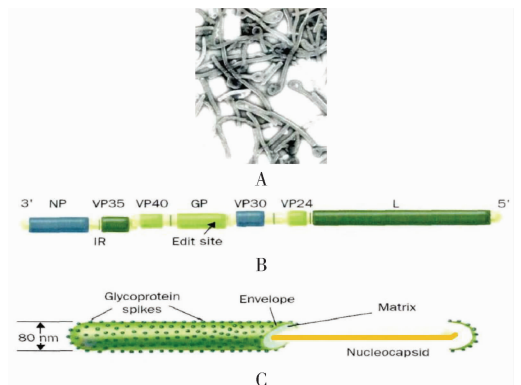 A
3' NP VP35 VP40 GP VP30 VP24 L 5'
IR Edit site
B
Glycoprotein
spikes
Envelope
Matrix
80 nm
Nucleocapsid
C